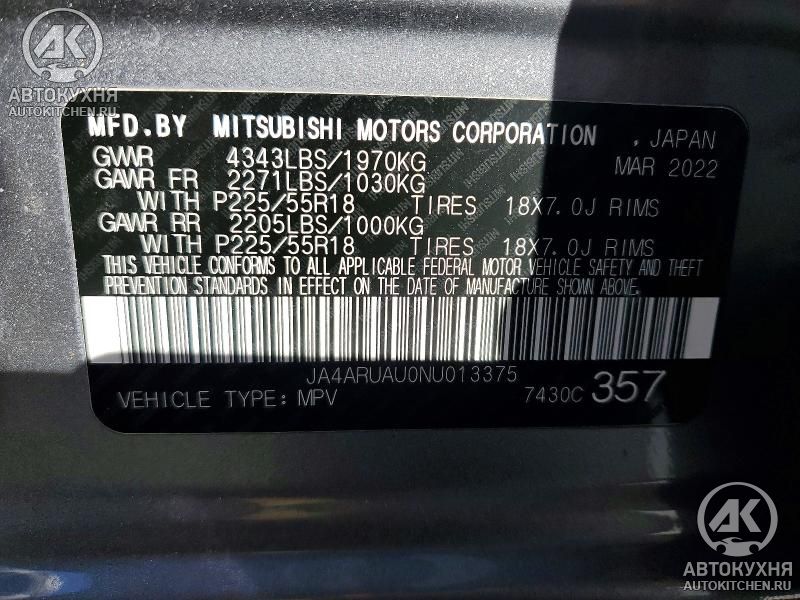 АК
АВТОКУХНЯ
AUTOKITCHEN.RU
MFD.BY MITSUBISHI MOTORS CORPORATION , JAPAN
GVWR 4343LBS/1970KG MAR 2022
GAWR FR 2271LBS/1030KG
WITH P225/55R18 TIRES 18X7.0J RIMS
GAWR RR 2205LBS/1000KG
WITH P225/55R18 TIRES 18X7.0J RIMS
THIS VEHICLE CONFORMS TO ALL APPLICABLE FEDERAL MOTOR VEHICLE SAFETY AND THEFT
PREVENTION STANDARDS IN EFFECT ON THE DATE OF MANUFACTURE SHOWN ABOVE.
JA4ARUAU0NU013375
VEHICLE TYPE: MPV 7430C 357
АК
АВТОКУХНЯ
AUTOKITCHEN.RU